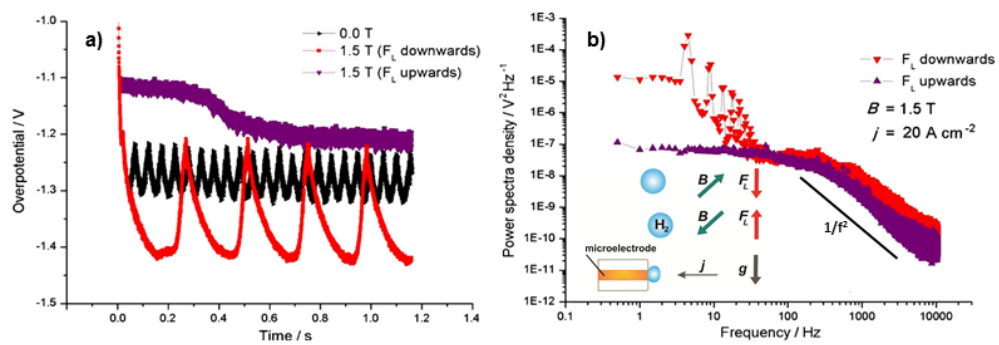 a)
0.0 T
1.5 T (F_L downwards)
1.5 T (F_L upwards)
Overpotential / V
-1.0
-1.1
-1.2
-1.3
-1.4
-1.5
0.0 0.2 0.4 0.6 0.8 1.0 1.2 1.4
Time / s
b)
F_L downwards
F_L upwards
B = 1.5 T
j = 20 A cm⁻²
Power spectra density / V² Hz⁻¹
1E-3
1E-4
1E-5
1E-6
1E-7
1E-8
1E-9
1E-10
1E-11
1E-12
B F_L
H₂ B F_L
microelectrode
j g
1/f²
0.1 1 10 100 1000 10000
Frequency / Hz